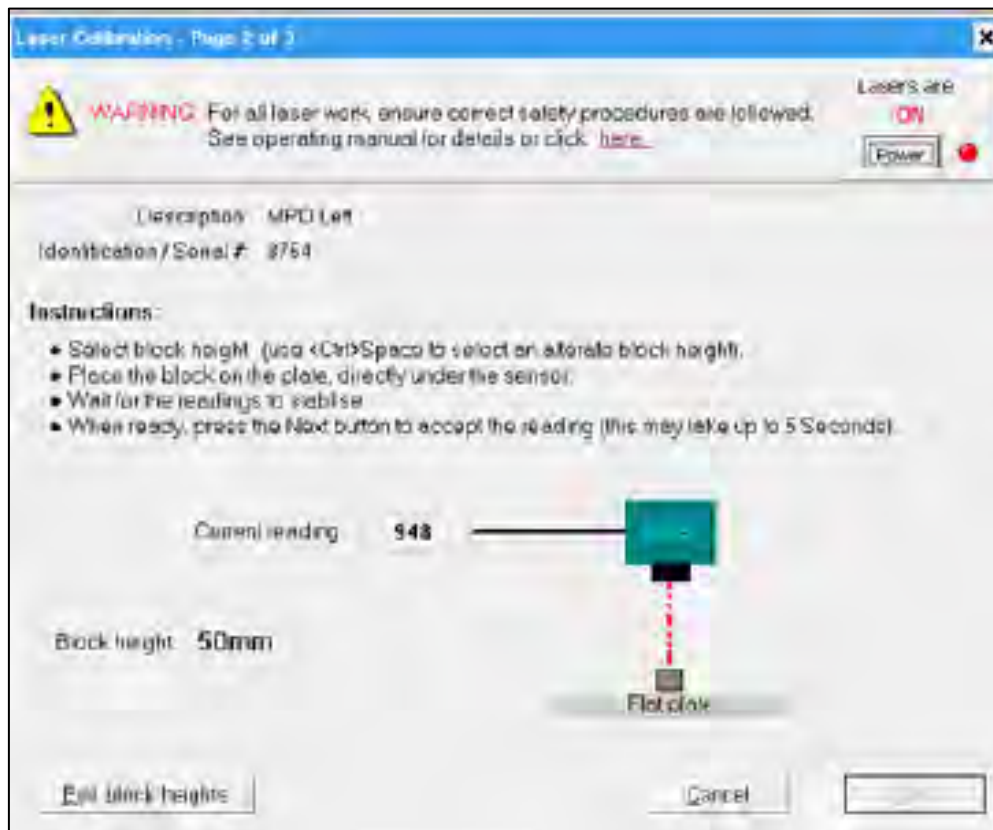 Laser Calibration - Page 2 of 3
Lasers are
WARNING For all laser work, ensure correct safety procedures are followed.
ON
See operating manual for details or click here.
Power
Description MPD Left
Identification / Serial #
Instructions:
• Select block height (use <Ctrl>Space to select an alternate block height).
• Place the block on the plate, directly under the sensor.
• Wait for the readings to stablise
• When ready, press the Next button to accept the reading (this may take up to 5 Seconds).
Current reading 948
Block height 50mm
Flat plate
block heights
Cancel